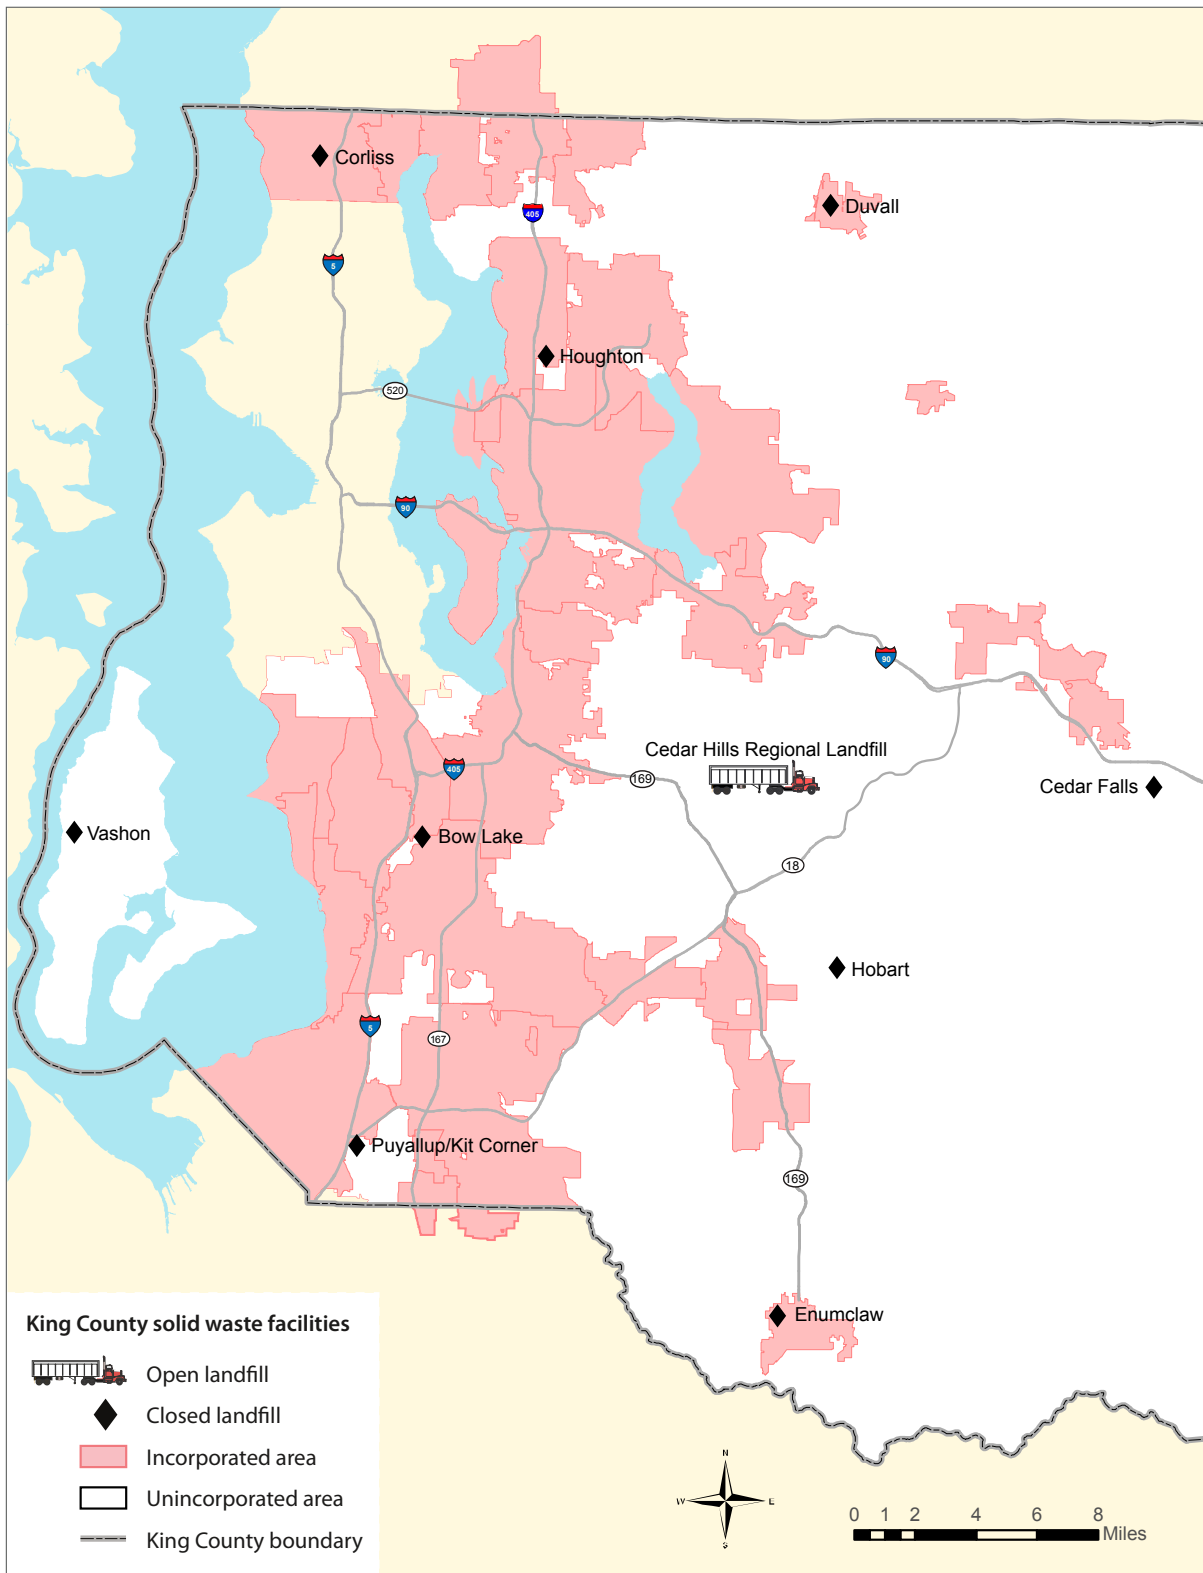 Corliss
Duvall
405
5
Houghton
520
90
90
Cedar Hills Regional Landfill
405
169
Cedar Falls
Vashon
Bow Lake
18
Hobart
5
167
Puyallup/Kit Corner
169
Enumclaw
King County solid waste facilities
Open landfill
Closed landfill
Incorporated area
Unincorporated area
King County boundary
N
W E
S
0 1 2 4 6 8
Miles